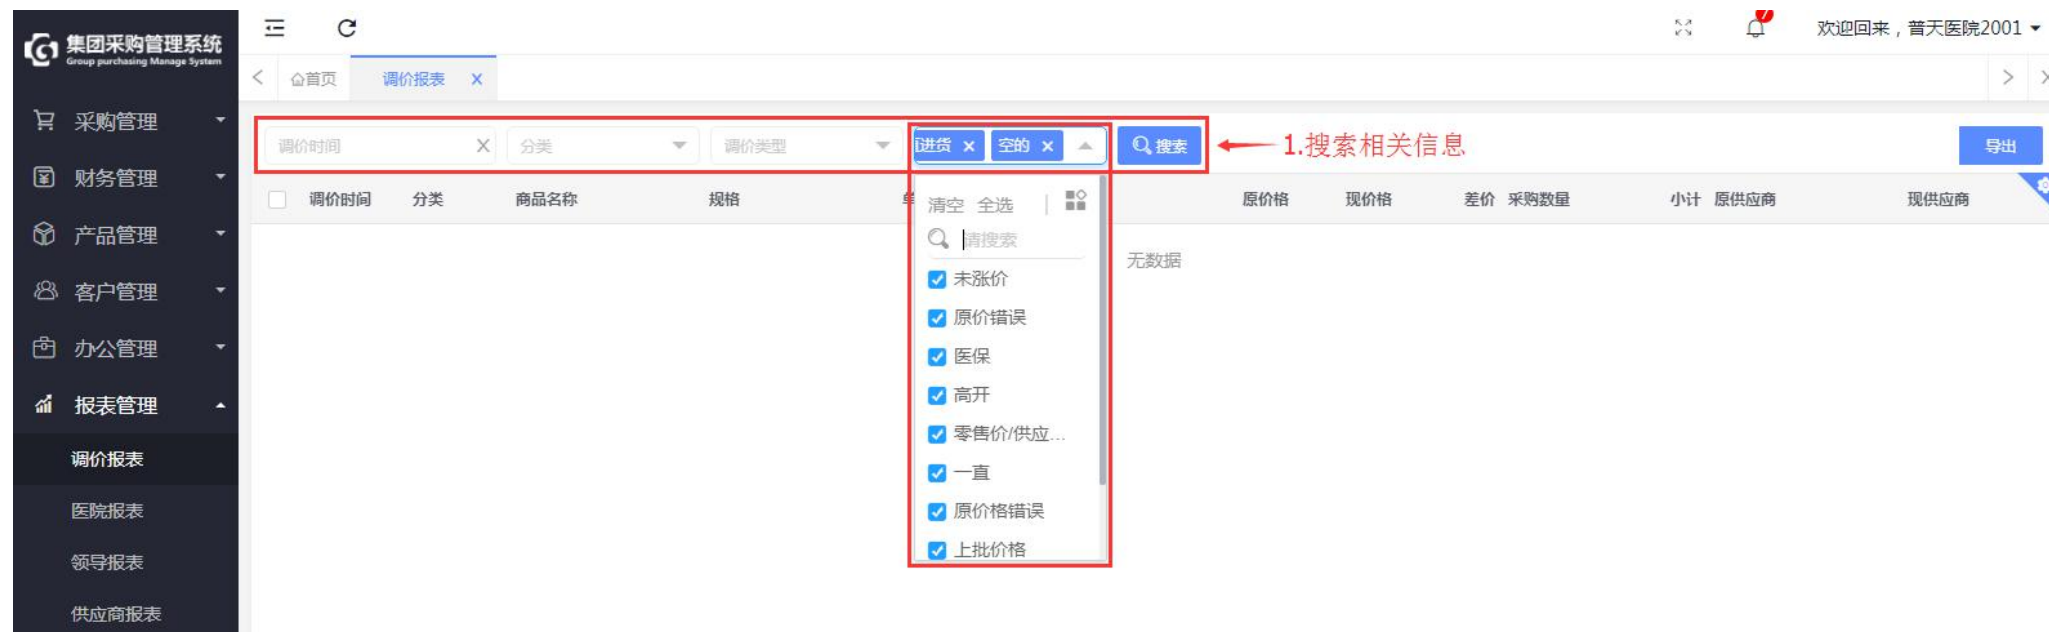 集团采购管理系统
Group purchasing Manage System
7
欢迎回来，普天医院2001
首页
调价报表
采购管理
财务管理
产品管理
客户管理
办公管理
报表管理
调价报表
医院报表
领导报表
供应商报表
调价时间 X 分类 调价类型 进货 × 空的 × 搜索
1.搜索相关信息
导出
调价时间 分类 商品名称 规格 原价格 现价格 差价 采购数量 小计 原供应商 现供应商
无数据
清空 全选
请搜索
未涨价
原价错误
医保
高开
零售价/供应...
一直
原价格错误
上批价格